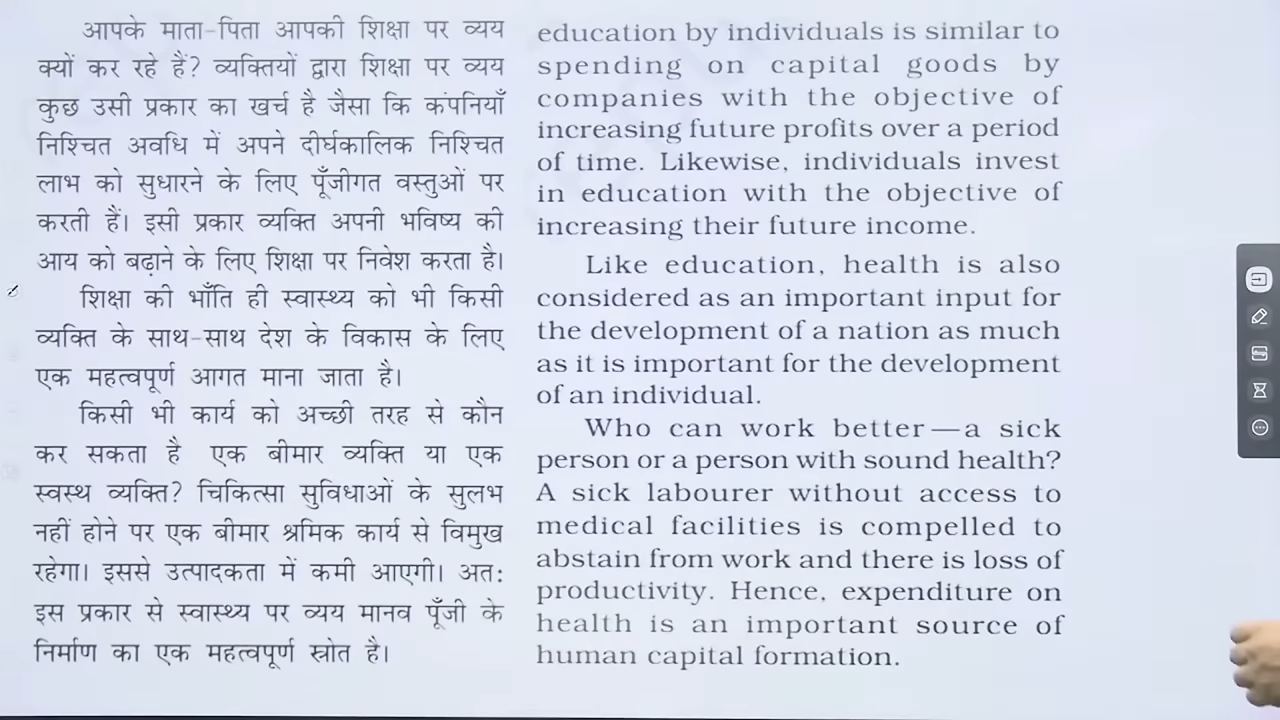 आपके माता-पिता आपकी शिक्षा पर व्यय
क्यों कर रहे हैं? व्यक्तियों द्वारा शिक्षा पर व्यय
कुछ उसी प्रकार का खर्च है जैसा कि कंपनियाँ
निश्चित अवधि में अपने दीर्घकालिक निश्चित
लाभ को सुधारने के लिए पूँजीगत वस्तुओं पर
करती हैं। इसी प्रकार व्यक्ति अपनी भविष्य की
आय को बढ़ाने के लिए शिक्षा पर निवेश करता है।
शिक्षा की भाँति ही स्वास्थ्य को भी किसी
व्यक्ति के साथ-साथ देश के विकास के लिए
एक महत्वपूर्ण आगत माना जाता है।
किसी भी कार्य को अच्छी तरह से कौन
कर सकता है एक बीमार व्यक्ति या एक
स्वस्थ व्यक्ति? चिकित्सा सुविधाओं के सुलभ
नहीं होने पर एक बीमार श्रमिक कार्य से विमुख
रहेगा। इससे उत्पादकता में कमी आएगी। अतः
इस प्रकार से स्वास्थ्य पर व्यय मानव पूँजी के
निर्माण का एक महत्वपूर्ण स्रोत है।
education by individuals is similar to
spending on capital goods by
companies with the objective of
increasing future profits over a period
of time. Likewise, individuals invest
in education with the objective of
increasing their future income.
Like education, health is also
considered as an important input for
the development of a nation as much
as it is important for the development
of an individual.
Who can work better—a sick
person or a person with sound health?
A sick labourer without access to
medical facilities is compelled to
abstain from work and there is loss of
productivity. Hence, expenditure on
health is an important source of
human capital formation.